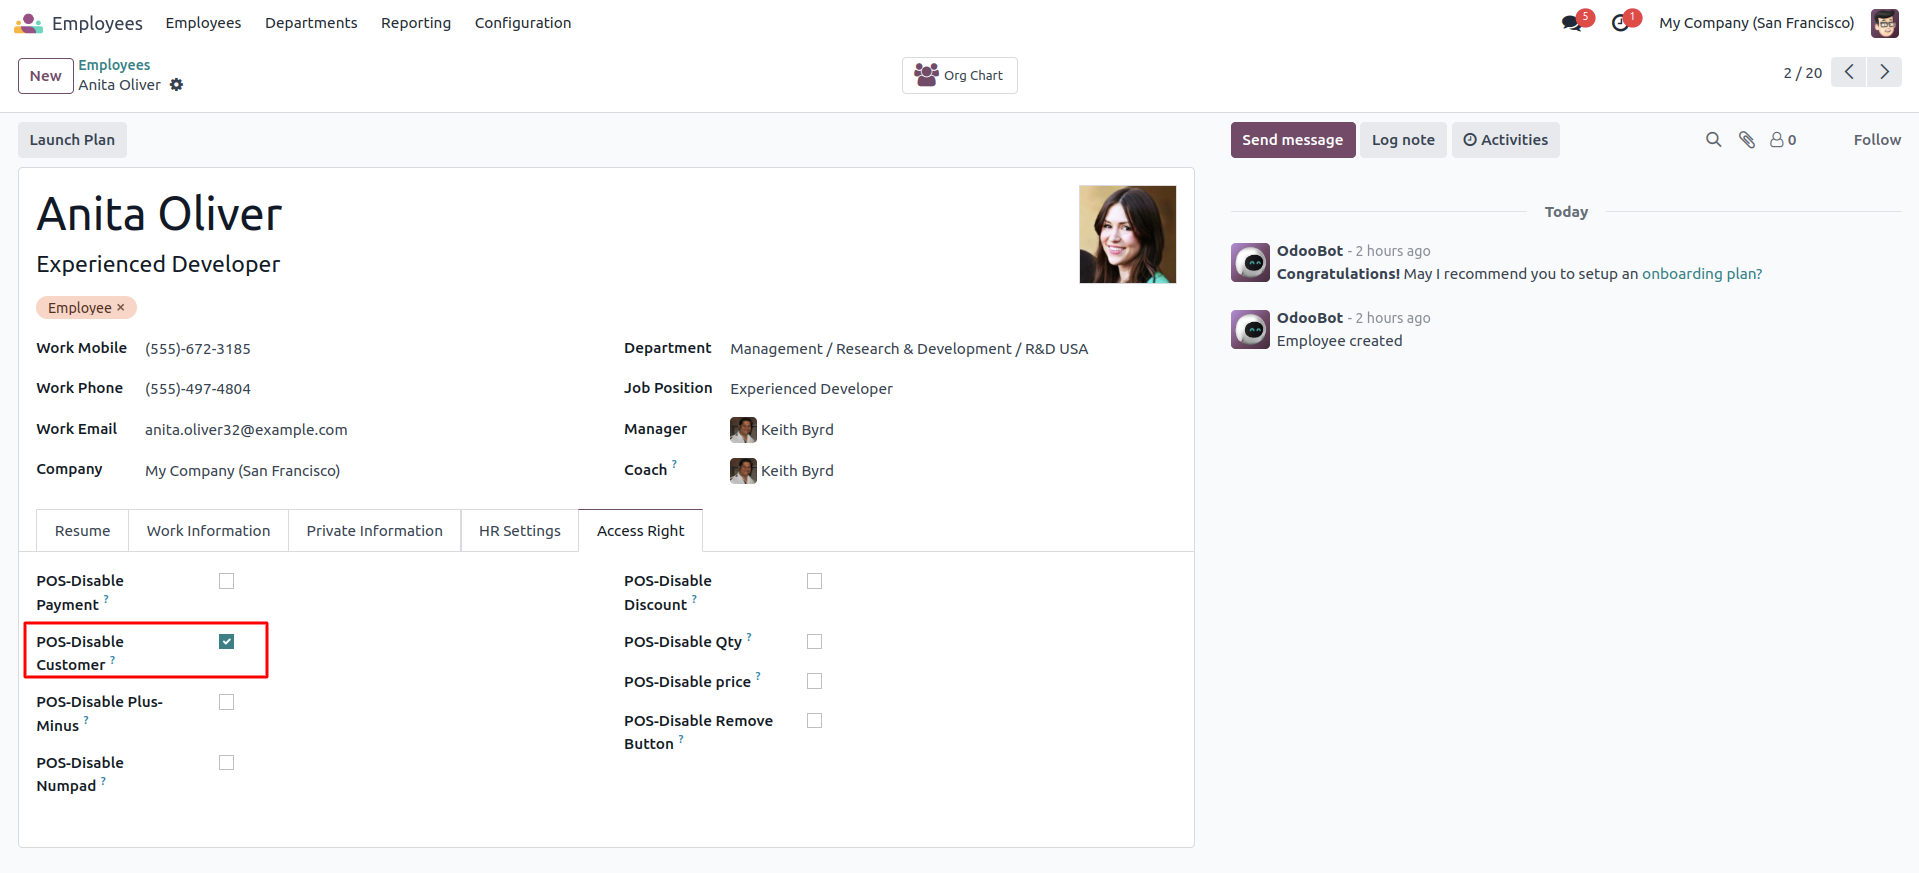 Employees Employees Departments Reporting Configuration 5 1 My Company (San Francisco)
New Employees
Anita Oliver
Org Chart
2 / 20
Launch Plan
Send message Log note Activities 0 Follow
Anita Oliver
Experienced Developer
Employee ×
Work Mobile (555)-672-3185
Department Management / Research & Development / R&D USA
Work Phone (555)-497-4804
Job Position Experienced Developer
Work Email anita.oliver32@example.com
Manager Keith Byrd
Company My Company (San Francisco)
Coach ? Keith Byrd
Resume Work Information Private Information HR Settings Access Right
POS-Disable
Payment ?
POS-Disable
Customer ?
POS-Disable Plus-
Minus ?
POS-Disable
Numpad ?
POS-Disable
Discount ?
POS-Disable Qty ?
POS-Disable price ?
POS-Disable Remove
Button ?
Today
OdooBot - 2 hours ago
Congratulations! May I recommend you to setup an onboarding plan?
OdooBot - 2 hours ago
Employee created